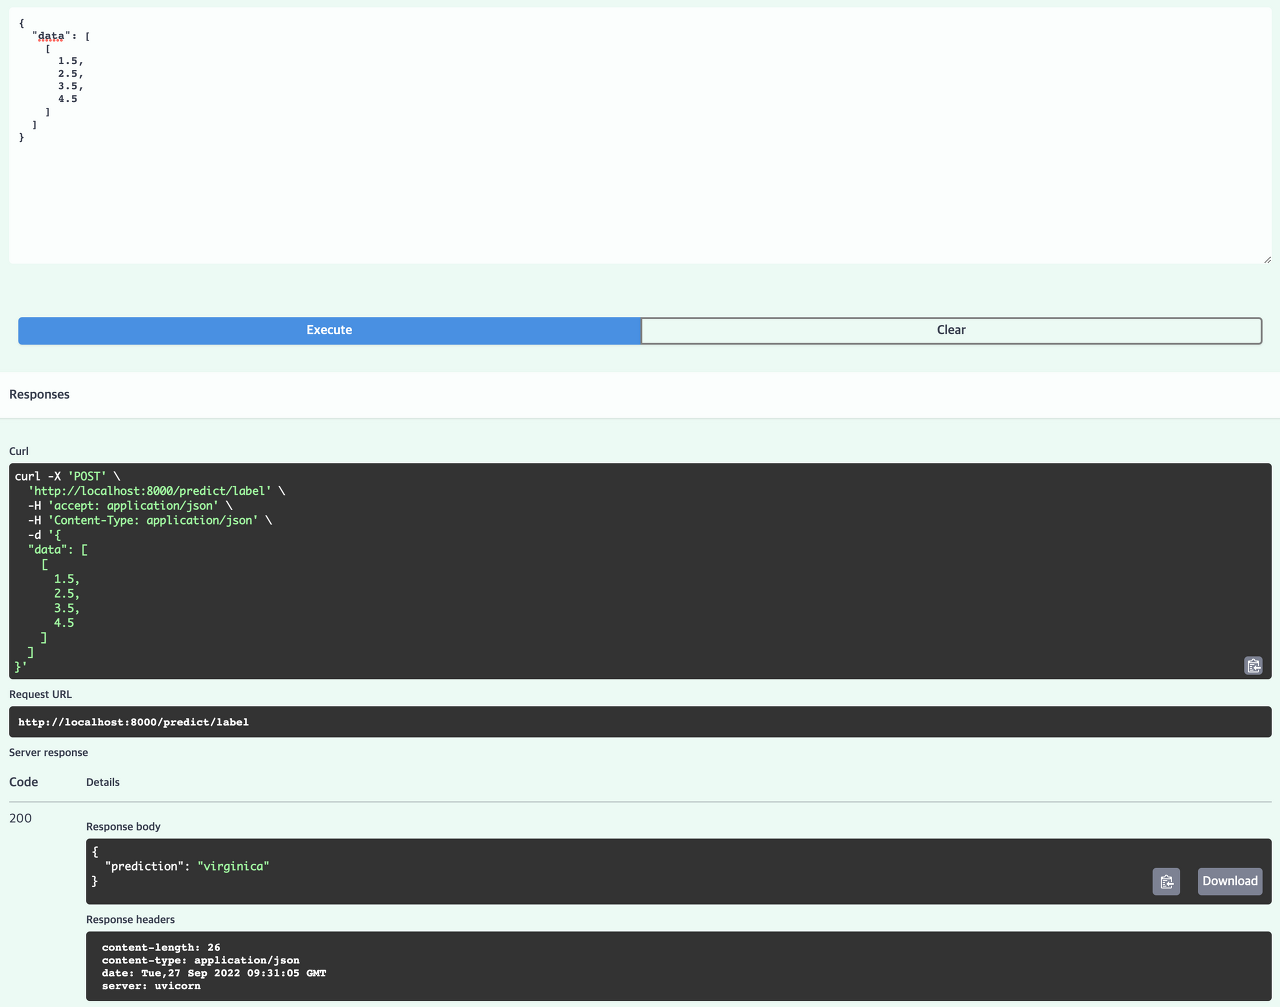 {
  "data": [
    [
      1.5,
      2.5,
      3.5,
      4.5
    ]
  ]
}
Execute
Clear
Responses
Curl
curl -X 'POST' \
  'http://localhost:8000/predict/label' \
  -H 'accept: application/json' \
  -H 'Content-Type: application/json' \
  -d '{
  "data": [
    [
      1.5,
      2.5,
      3.5,
      4.5
    ]
  ]
}'
Request URL
http://localhost:8000/predict/label
Server response
Code Details
200
Response body
{
  "prediction": "virginica"
}
Download
Response headers
content-length: 26
content-type: application/json
date: Tue,27 Sep 2022 09:31:05 GMT
server: uvicorn